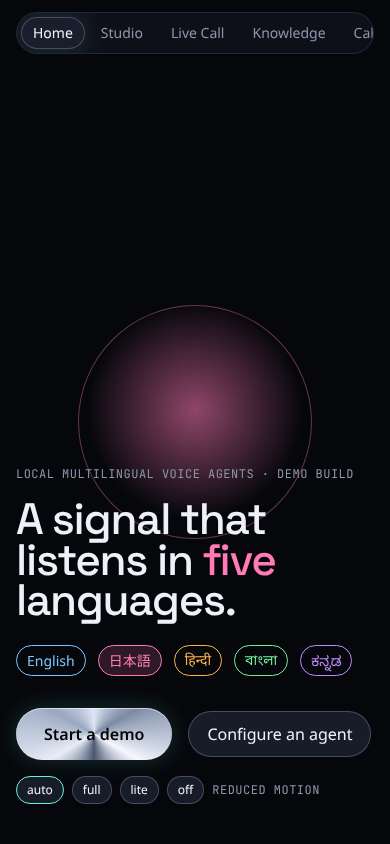 Home Studio Live Call Knowledge
LOCAL MULTILINGUAL VOICE AGENTS · DEMO BUILD
A signal that
listens in five
languages.
English 日本語 हिन्दी বাংলা ಕನ್ನಡ
Start a demo Configure an agent
auto full lite off REDUCED MOTION